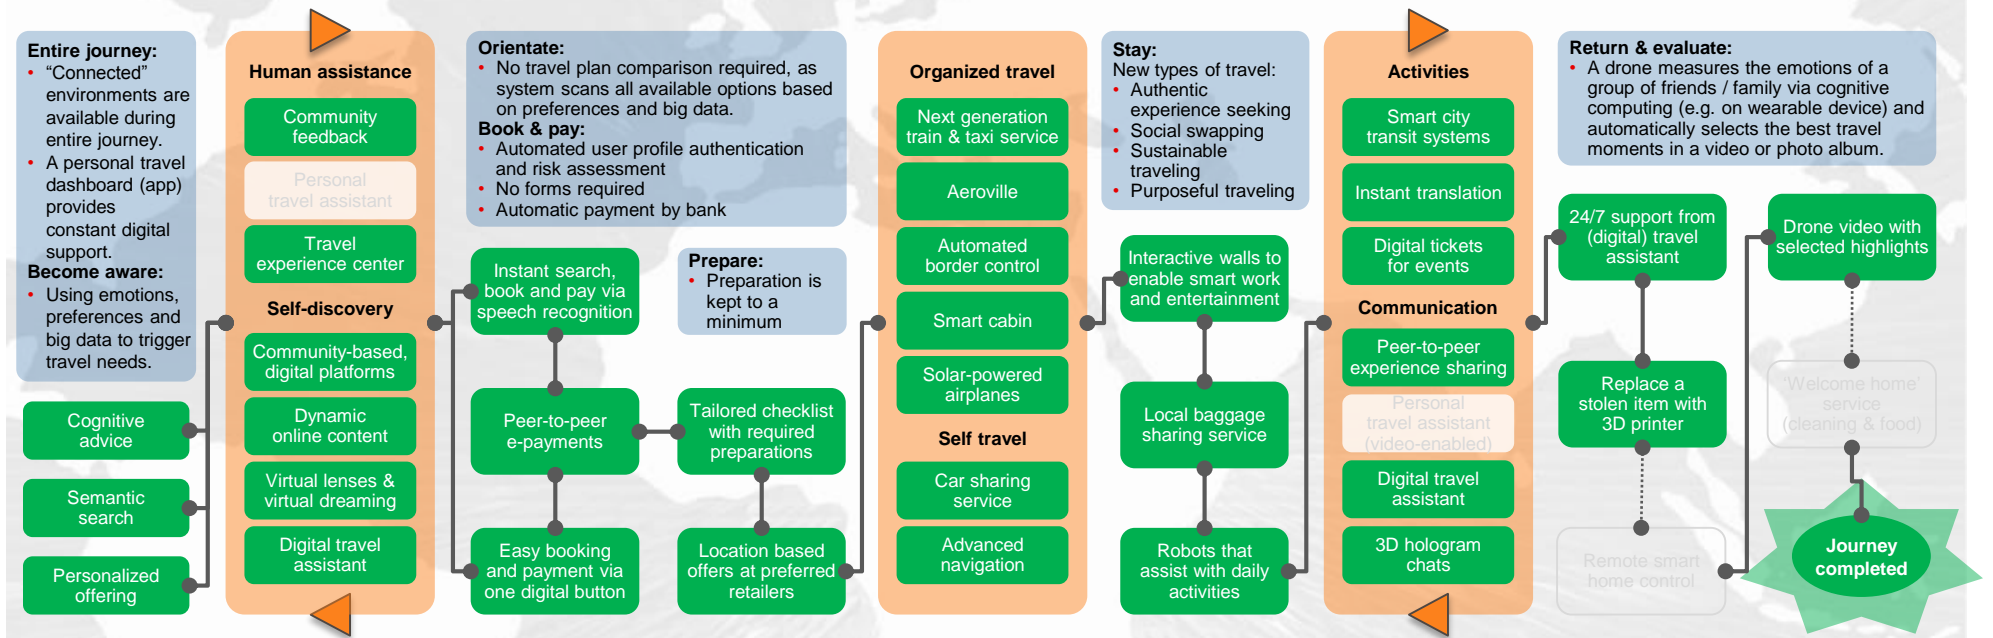 Entire journey:
• “Connected”
environments are
available during
entire journey.
• A personal travel
dashboard (app)
provides
constant digital
support.
Become aware:
• Using emotions,
preferences and
big data to trigger
travel needs.
Cognitive
advice
Semantic
search
Personalized
offering
Human assistance
Community
feedback
Personal
travel assistant
Travel
experience center
Self-discovery
Community-based,
digital platforms
Dynamic
online content
Virtual lenses &
virtual dreaming
Digital travel
assistant
Orientate:
• No travel plan comparison required, as
system scans all available options based
on preferences and big data.
Book & pay:
• Automated user profile authentication
and risk assessment
• No forms required
• Automatic payment by bank
Instant search,
book and pay via
speech recognition
Peer-to-peer
e-payments
Easy booking
and payment via
one digital button
Prepare:
• Preparation is
kept to a
minimum
Tailored checklist
with required
preparations
Location based
offers at preferred
retailers
Organized travel
Next generation
train & taxi service
Aeroville
Automated
border control
Smart cabin
Solar-powered
airplanes
Self travel
Car sharing
service
Advanced
navigation
Stay:
New types of travel:
• Authentic
experience seeking
• Social swapping
• Sustainable
traveling
• Purposeful traveling
Interactive walls to
enable smart work
and entertainment
Local baggage
sharing service
Robots that
assist with daily
activities
Activities
Smart city
transit systems
Instant translation
Digital tickets
for events
Communication
Peer-to-peer
experience sharing
Personal
travel assistant
(video-enabled)
Digital travel
assistant
3D hologram
chats
Return & evaluate:
• A drone measures the emotions of a
group of friends / family via cognitive
computing (e.g. on wearable device) and
automatically selects the best travel
moments in a video or photo album.
24/7 support from
(digital) travel
assistant
Replace a
stolen item with
3D printer
Remote smart
home control
Drone video with
selected highlights
‘Welcome home’
service
(cleaning & food)
Journey
completed